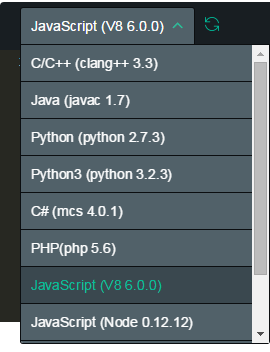 JavaScript (V8 6.0.0)
C/C++ (clang++ 3.3)
Java (javac 1.7)
Python (python 2.7.3)
Python3 (python 3.2.3)
C# (mcs 4.0.1)
PHP(php 5.6)
JavaScript (V8 6.0.0)
JavaScript (Node 0.12.12)